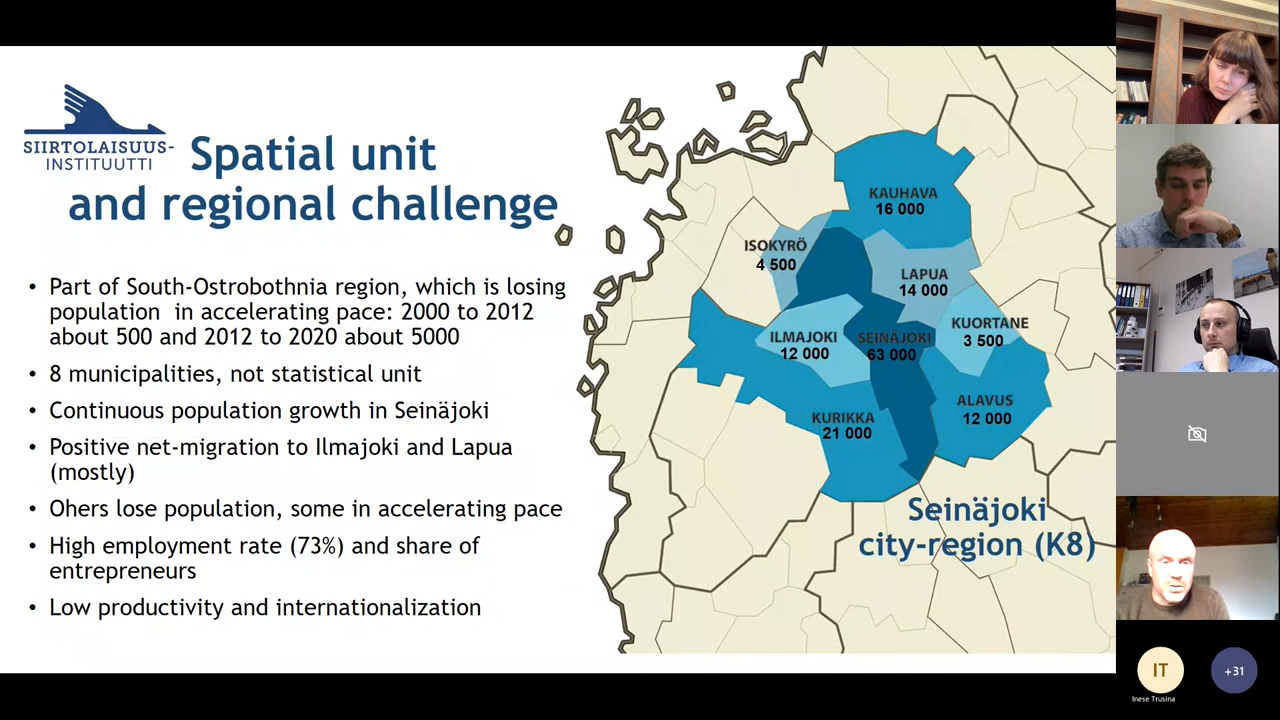 SIIRTOLAISUUS-
INSTITUUTTI
Spatial unit
and regional challenge
• Part of South-Ostrobothnia region, which is losing
population in accelerating pace: 2000 to 2012
about 500 and 2012 to 2020 about 5000
• 8 municipalities, not statistical unit
• Continuous population growth in Seinäjoki
• Positive net-migration to Ilmajoki and Lapua
(mostly)
• Ohers lose population, some in accelerating pace
• High employment rate (73%) and share of
entrepreneurs
• Low productivity and internationalization
KAUHAVA
16 000
ISOKYRÖ
4 500
LAPUA
14 000
KUORTANE
3 500
ILMAJOKI
12 000
SEINÄJOKI
63 000
ALAVUS
12 000
KURIKKA
21 000
Seinäjoki
city-region (K8)
IT
Inese Trusina
+31